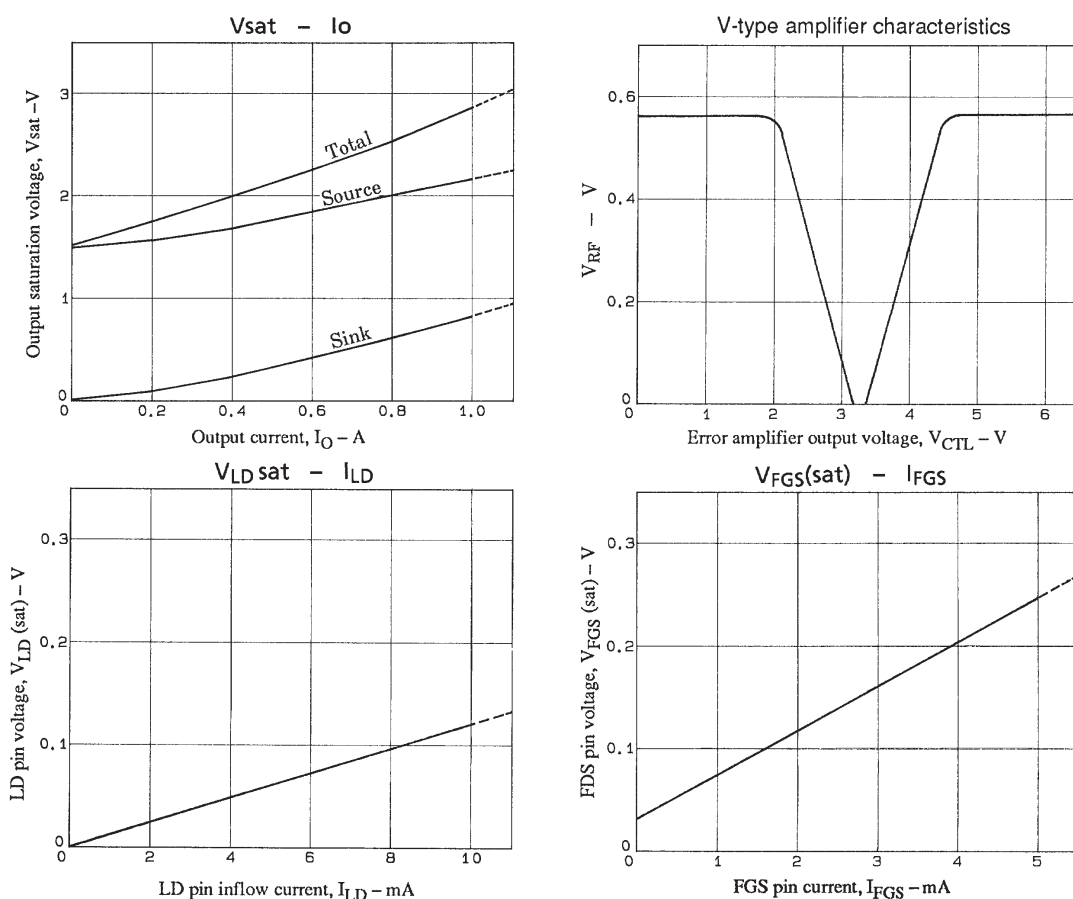 Vsat – Io
Output saturation voltage, Vsat –V
3
2
1
0
Total
Source
Sink
0 0.2 0.4 0.6 0.8 1.0
Output current, IO – A
V-type amplifier characteristics
VRF – V
0.6
0.4
0.2
0
0 1 2 3 4 5 6
Error amplifier output voltage, VCTL – V
VLD sat – ILD
LD pin voltage, VLD (sat) – V
0.3
0.2
0.1
0
0 2 4 6 8 10
LD pin inflow current, ILD – mA
VFGS(sat) – IFGS
FDS pin voltage, VFGS (sat) – V
0.3
0.2
0.1
0
0 1 2 3 4 5
FGS pin current, IFGS – mA